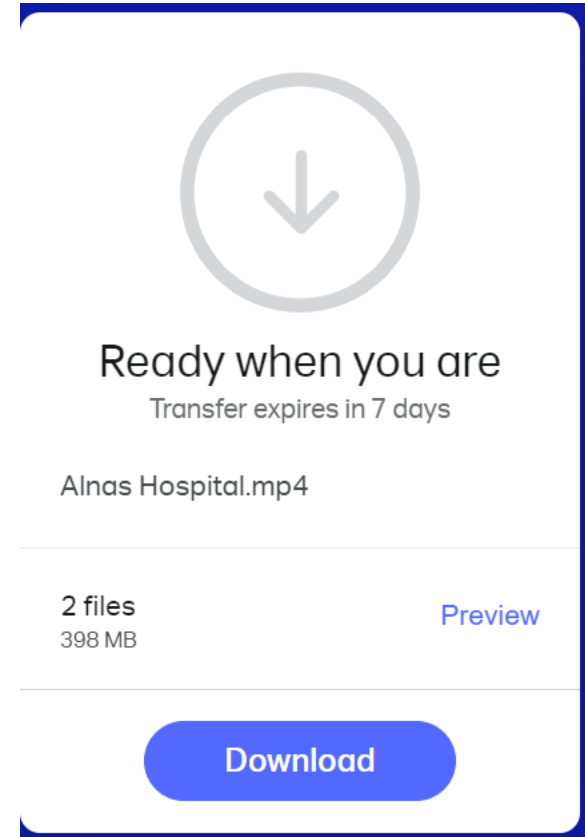 Ready when you are
Transfer expires in 7 days
Alnas Hospital.mp4
2 files
398 MB
Preview
Download